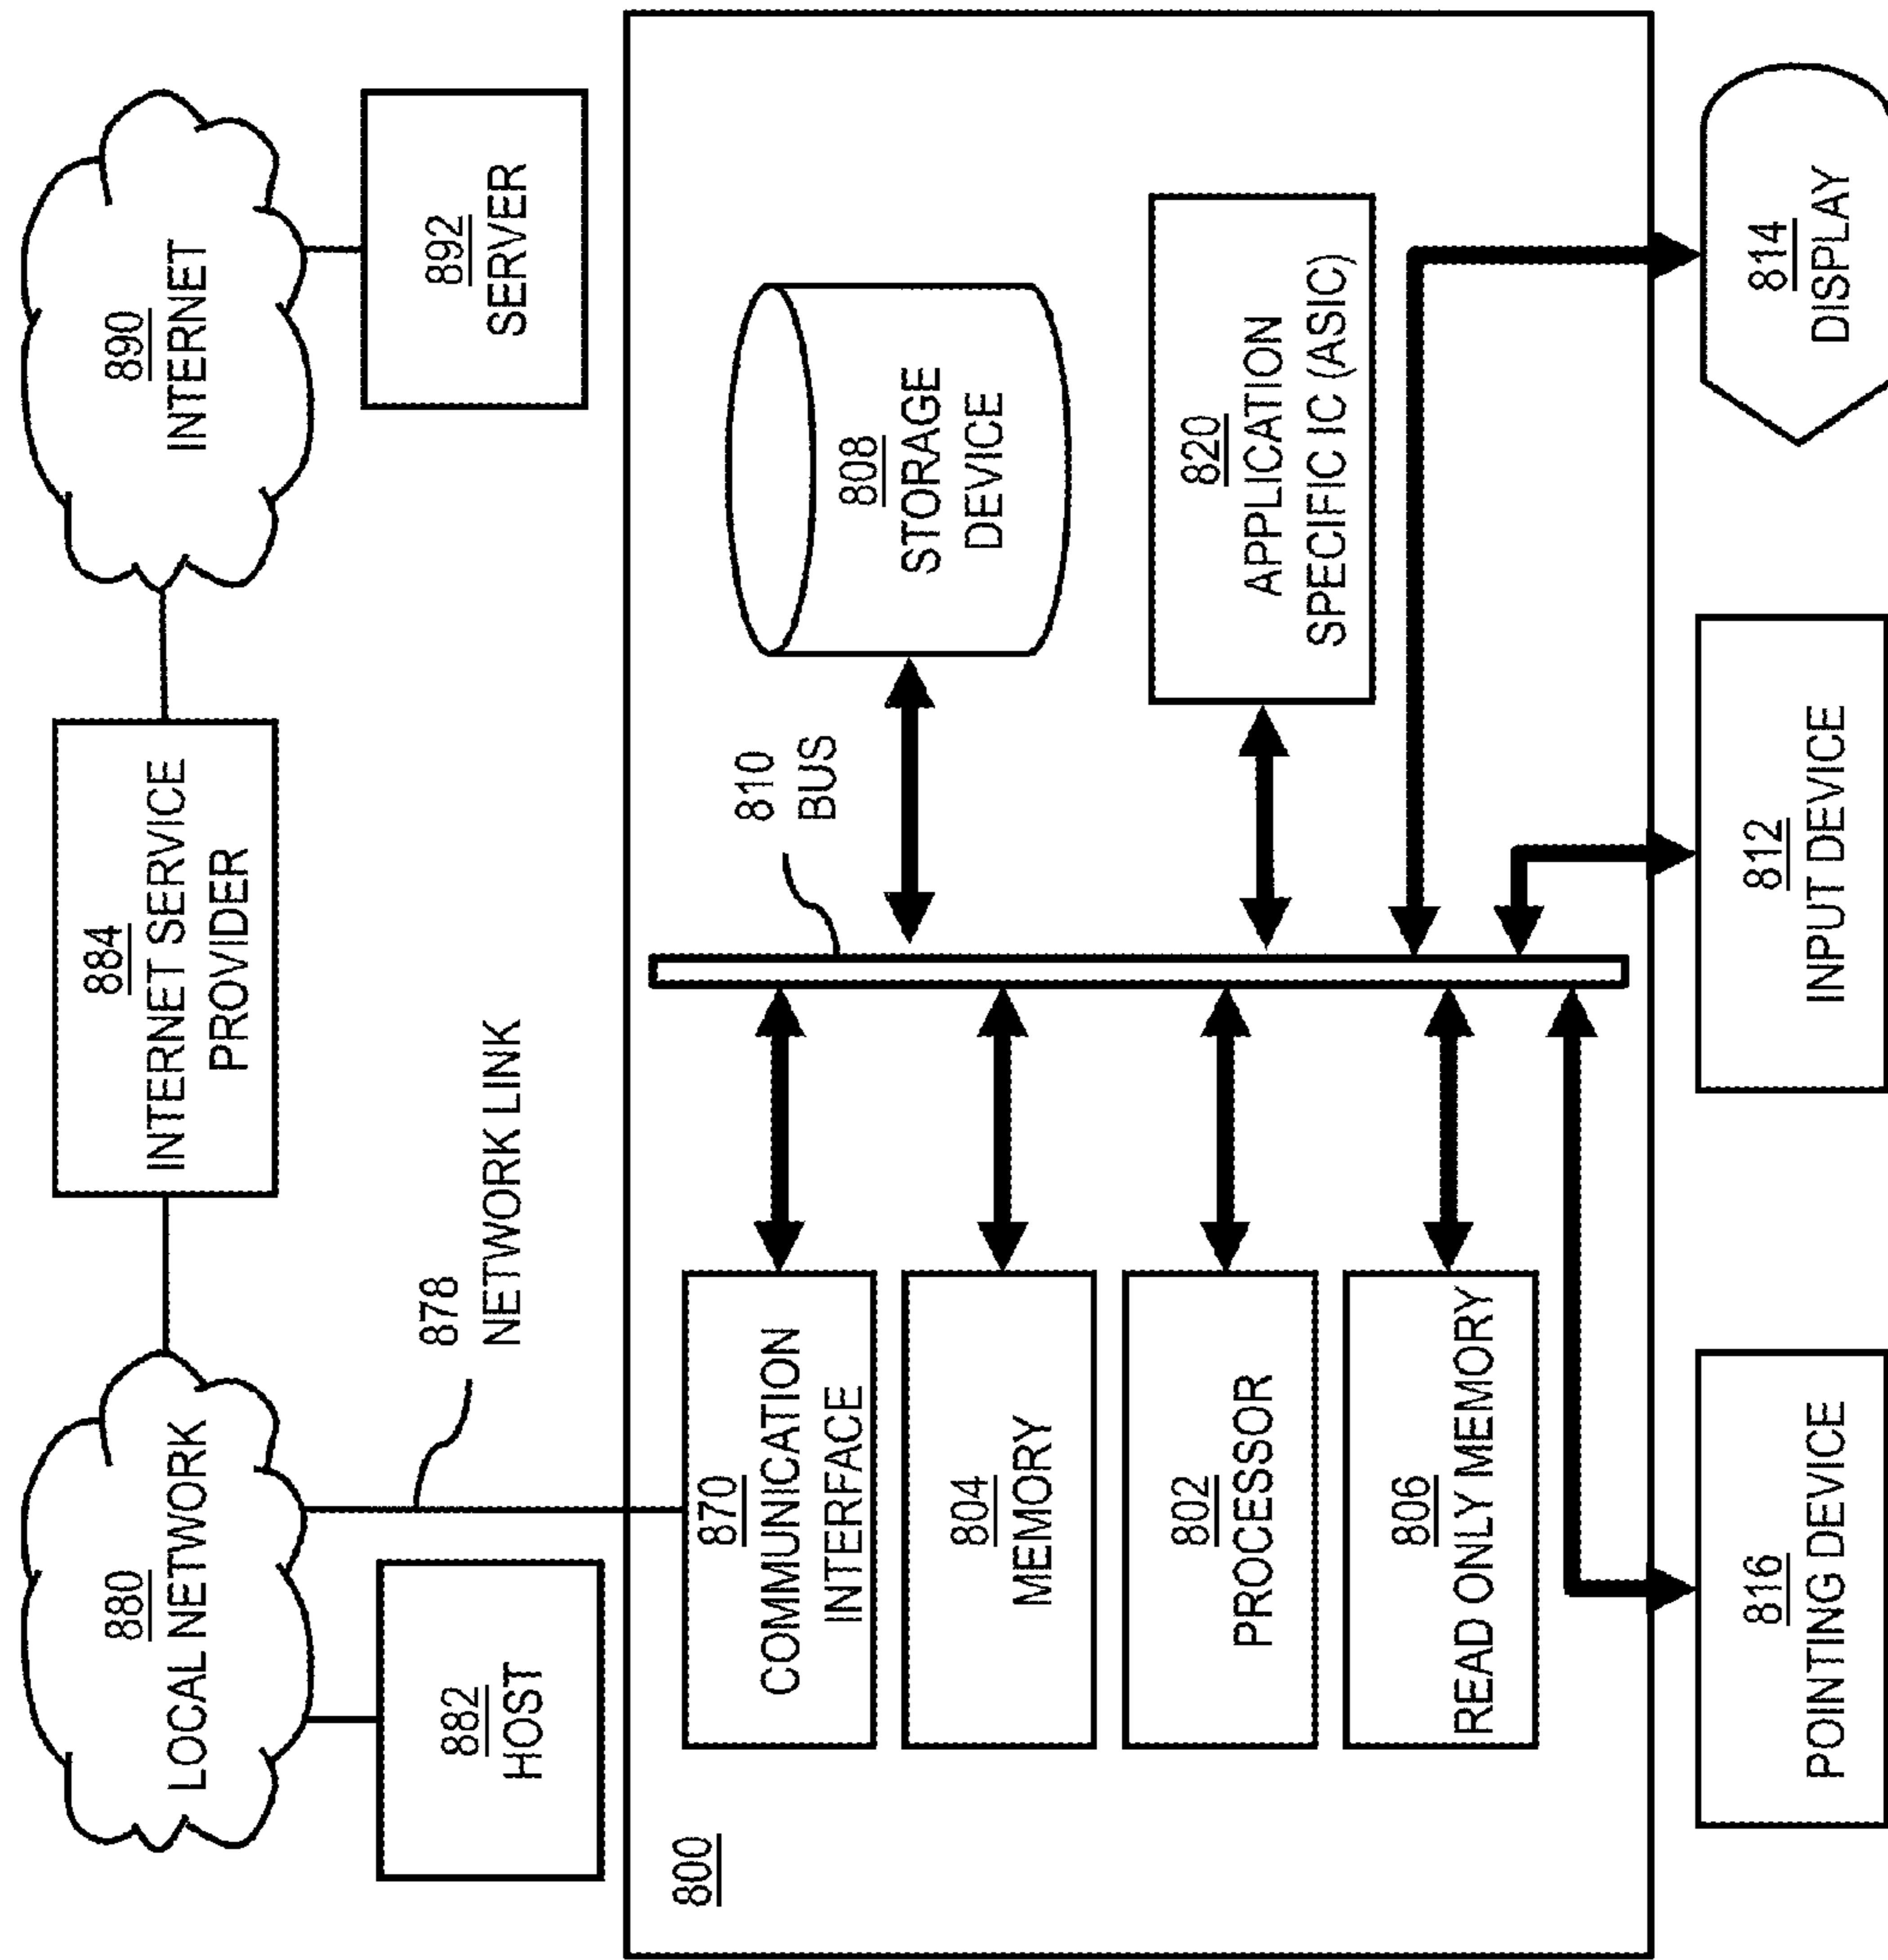 880
LOCAL NETWORK
884
INTERNET SERVICE
PROVIDER
890
INTERNET
882
HOST
878
NETWORK LINK
892
SERVER
800
870
COMMUNICATION
INTERFACE
810
BUS
808
STORAGE
DEVICE
804
MEMORY
802
PROCESSOR
820
APPLICATION
SPECIFIC IC (ASIC)
806
READ ONLY MEMORY
816
POINTING DEVICE
812
INPUT DEVICE
814
DISPLAY